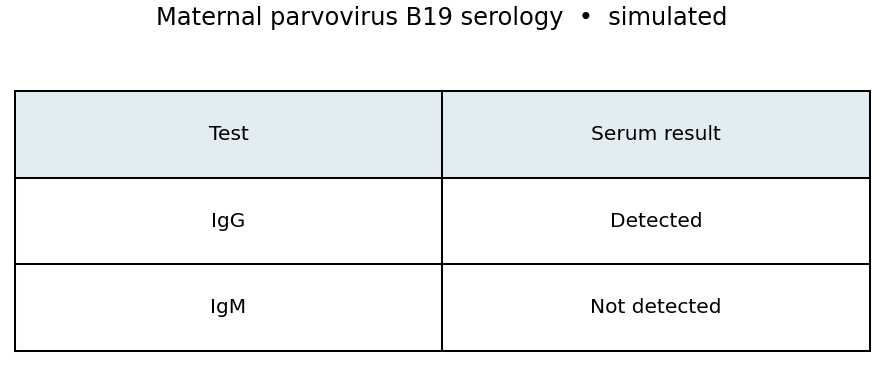 Maternal parvovirus B19 serology • simulated
Test Serum result
IgG Detected
IgM Not detected